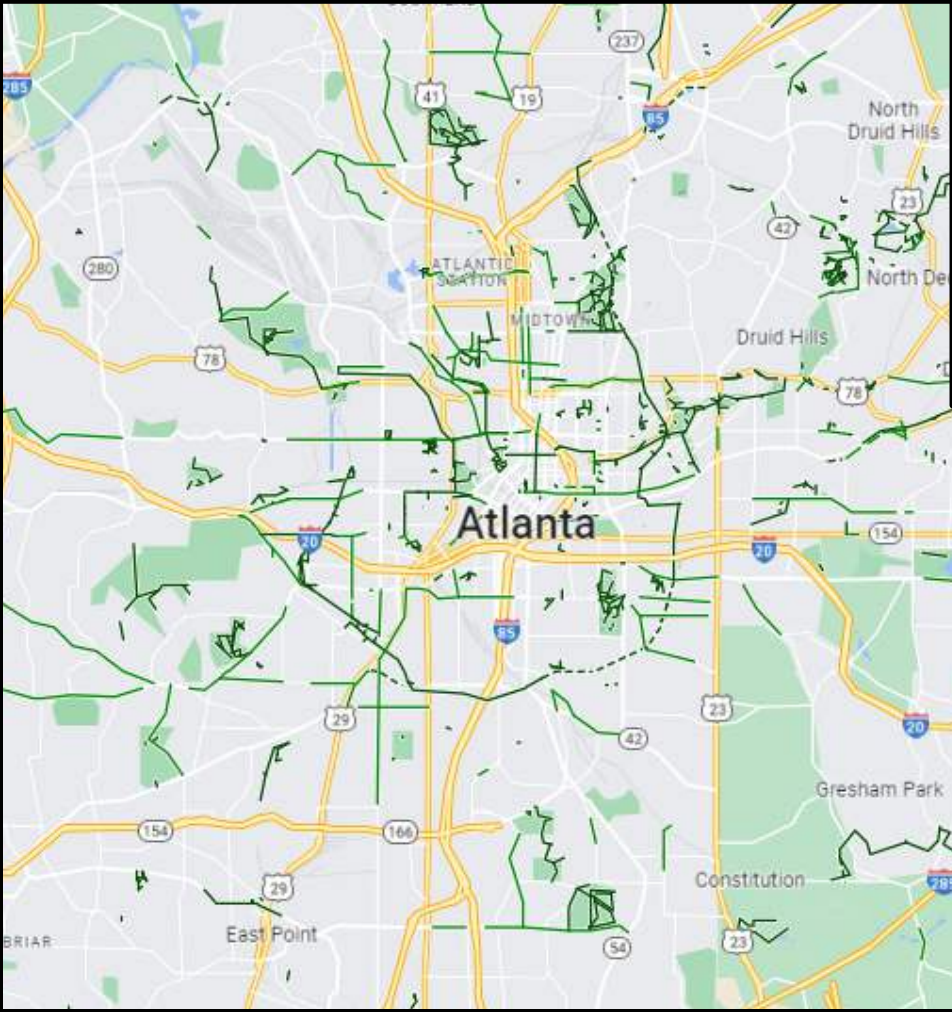 237
285
41
19
85
North
Druid Hills
23
42
280
ATLANTIC
STATION
North De
MIDTOWN
Druid Hills
78
78
Atlanta
20
154
20
85
29
23
42
20
Gresham Park
154
166
Constitution
285
29
BRIAR
East Point
54
23